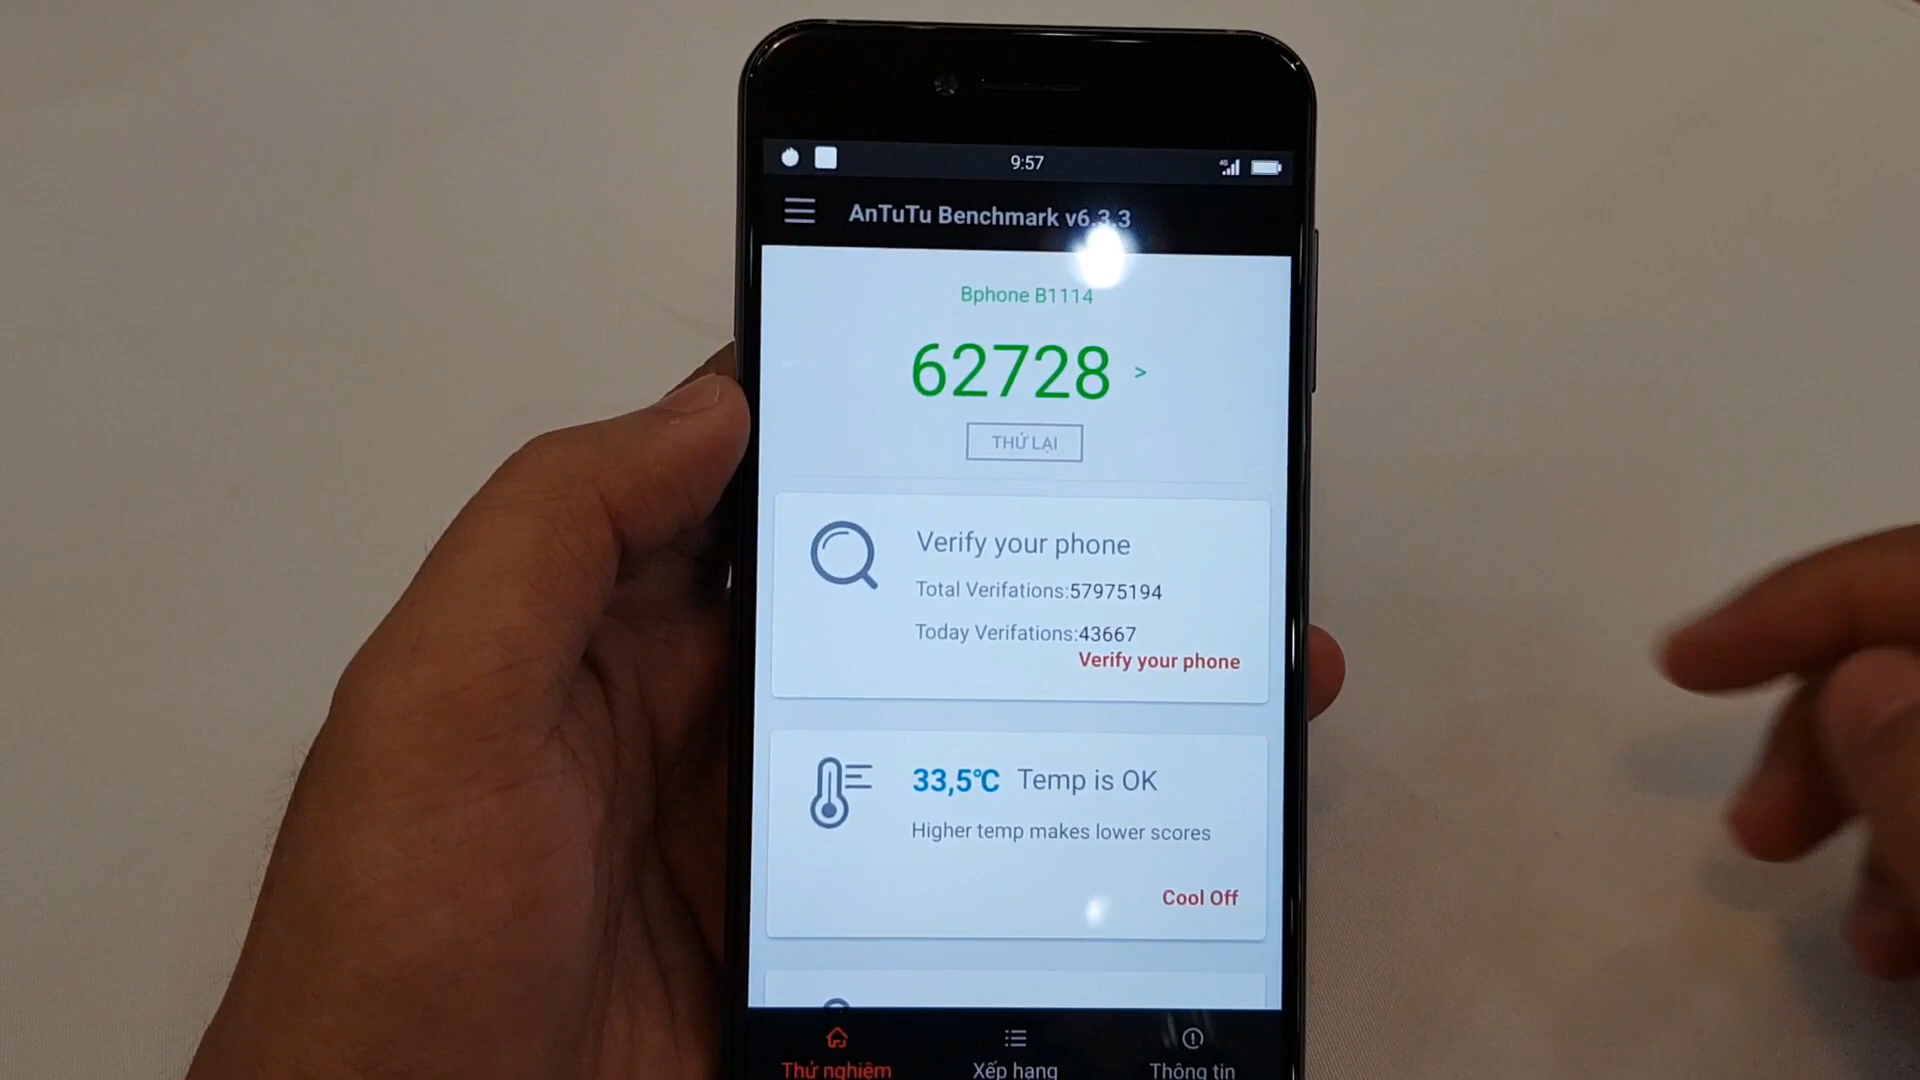 9:57
4G
AnTuTu Benchmark v6.3.3
Bphone B1114
62728 >
THỬ LẠI
Verify your phone
Total Verifations:57975194
Today Verifations:43667
Verify your phone
33,5℃ Temp is OK
Higher temp makes lower scores
Cool Off
Thử nghiệm
Xếp hạng
Thông tin